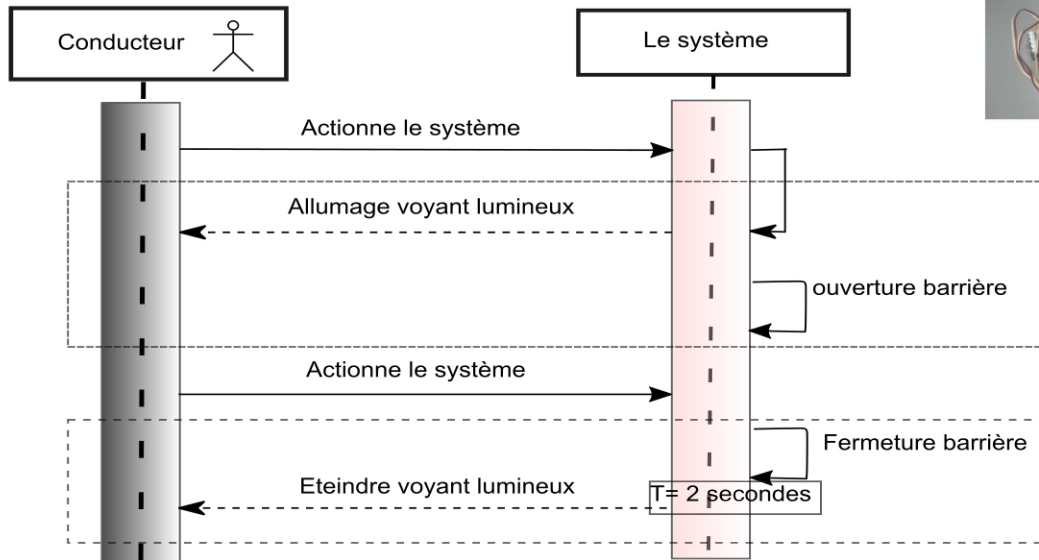 Conducteur
Le système
Actionne le système
Allumage voyant lumineux
ouverture barrière
Actionne le système
Fermeture barrière
Eteindre voyant lumineux
T= 2 secondes